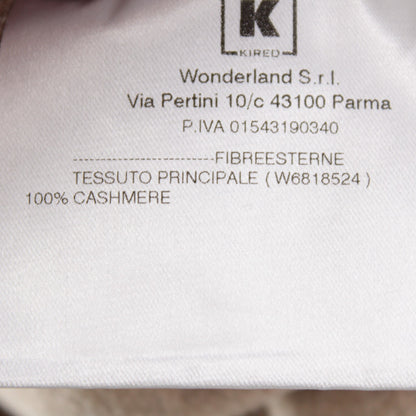 K
KIRED
Wonderland S.r.l.
Via Pertini 10/c 43100 Parma
P.IVA 01543190340
-----------------------FIBREESTERNE
TESSUTO PRINCIPALE ( W6818524 )
100% CASHMERE